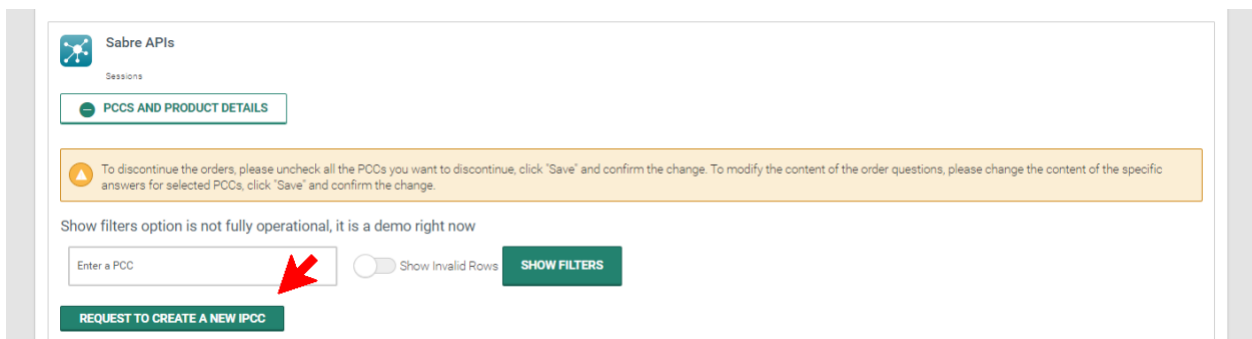 Sabre APIs
Sessions
PCCS AND PRODUCT DETAILS
To discontinue the orders, please uncheck all the PCCs you want to discontinue, click "Save" and confirm the change. To modify the content of the order questions, please change the content of the specific
answers for selected PCCs, click "Save" and confirm the change.
Show filters option is not fully operational, it is a demo right now
Enter a PCC
Show Invalid Rows
SHOW FILTERS
REQUEST TO CREATE A NEW IPCC